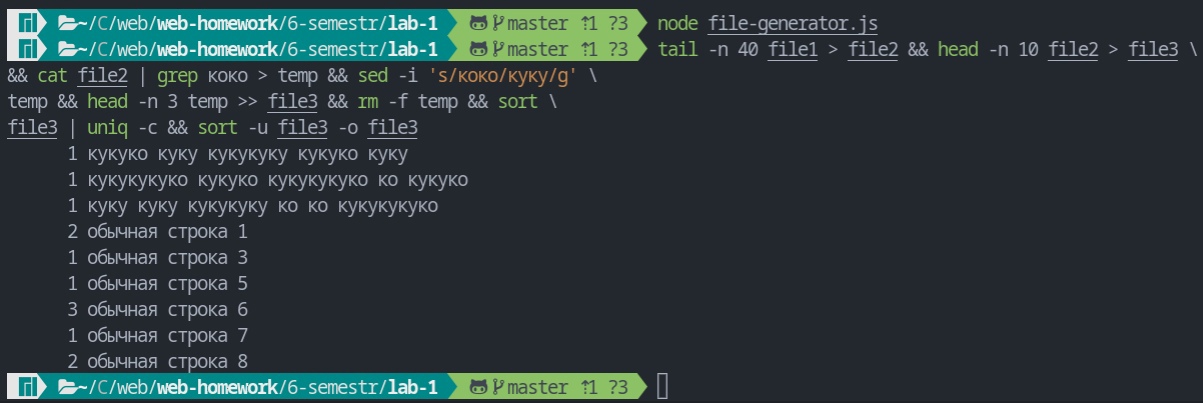 ~/C/web/web-homework/6-semestr/lab-1 master ⇡1 ?3 node file-generator.js
~/C/web/web-homework/6-semestr/lab-1 master ⇡1 ?3 tail -n 40 file1 > file2 && head -n 10 file2 > file3 \
&& cat file2 | grep коко > temp && sed -i 's/коко/куку/g' \
temp && head -n 3 temp >> file3 && rm -f temp && sort \
file3 | uniq -c && sort -u file3 -o file3
1 кукуко куку кукукуку кукуко куку
1 кукукукуко кукуко кукукукуко ко кукуко
1 куку куку кукукуку ко ко кукукукуко
2 обычная строка 1
1 обычная строка 3
1 обычная строка 5
3 обычная строка 6
1 обычная строка 7
2 обычная строка 8
~/C/web/web-homework/6-semestr/lab-1 master ⇡1 ?3